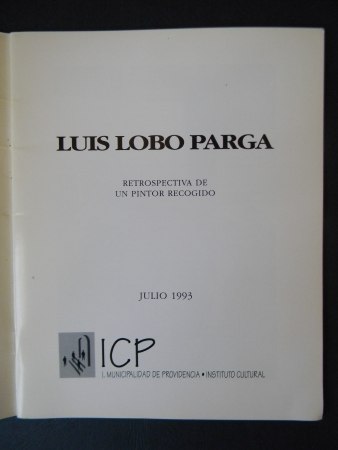 LUIS LOBO PARGA
RETROSPECTIVA DE
UN PINTOR RECOGIDO
JULIO 1993
ICP
I. MUNICIPALIDAD DE PROVIDENCIA • INSTITUTO CULTURAL